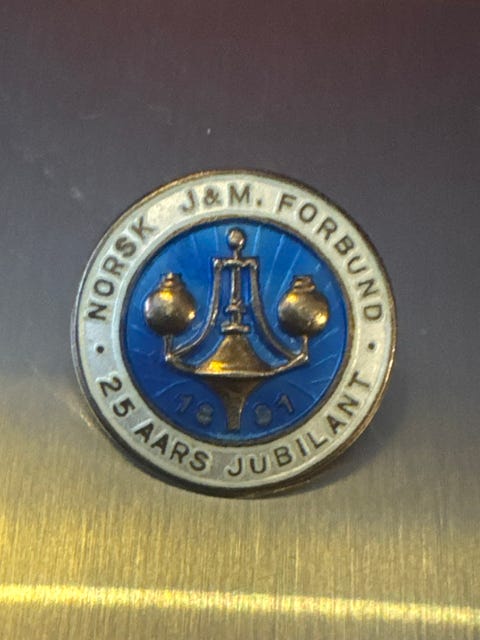 NORSK J&M. FORBUND
1891
25 AARS JUBILANT